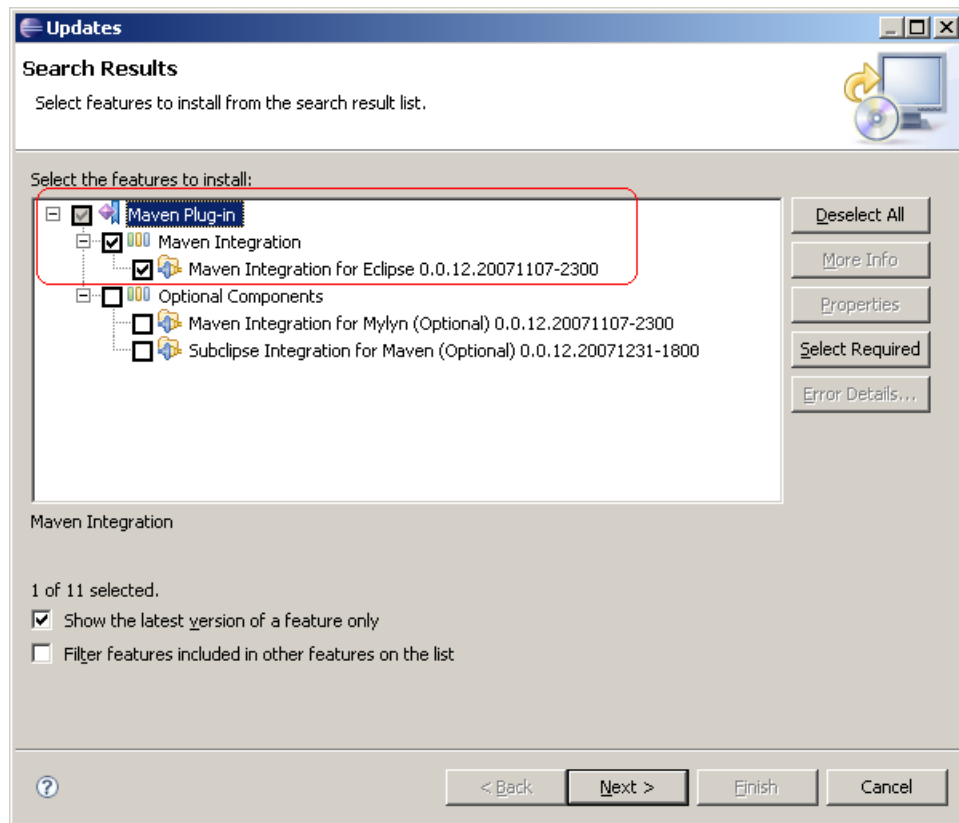 Updates
Search Results
Select features to install from the search result list.
Select the features to install:
Maven Plug-in
Maven Integration
Maven Integration for Eclipse 0.0.12.20071107-2300
Optional Components
Maven Integration for Mylyn (Optional) 0.0.12.20071107-2300
Subclipse Integration for Maven (Optional) 0.0.12.20071231-1800
Deselect All
More Info
Properties
Select Required
Error Details...
Maven Integration
1 of 11 selected.
Show the latest version of a feature only
Filter features included in other features on the list
?
< Back
Next >
Finish
Cancel